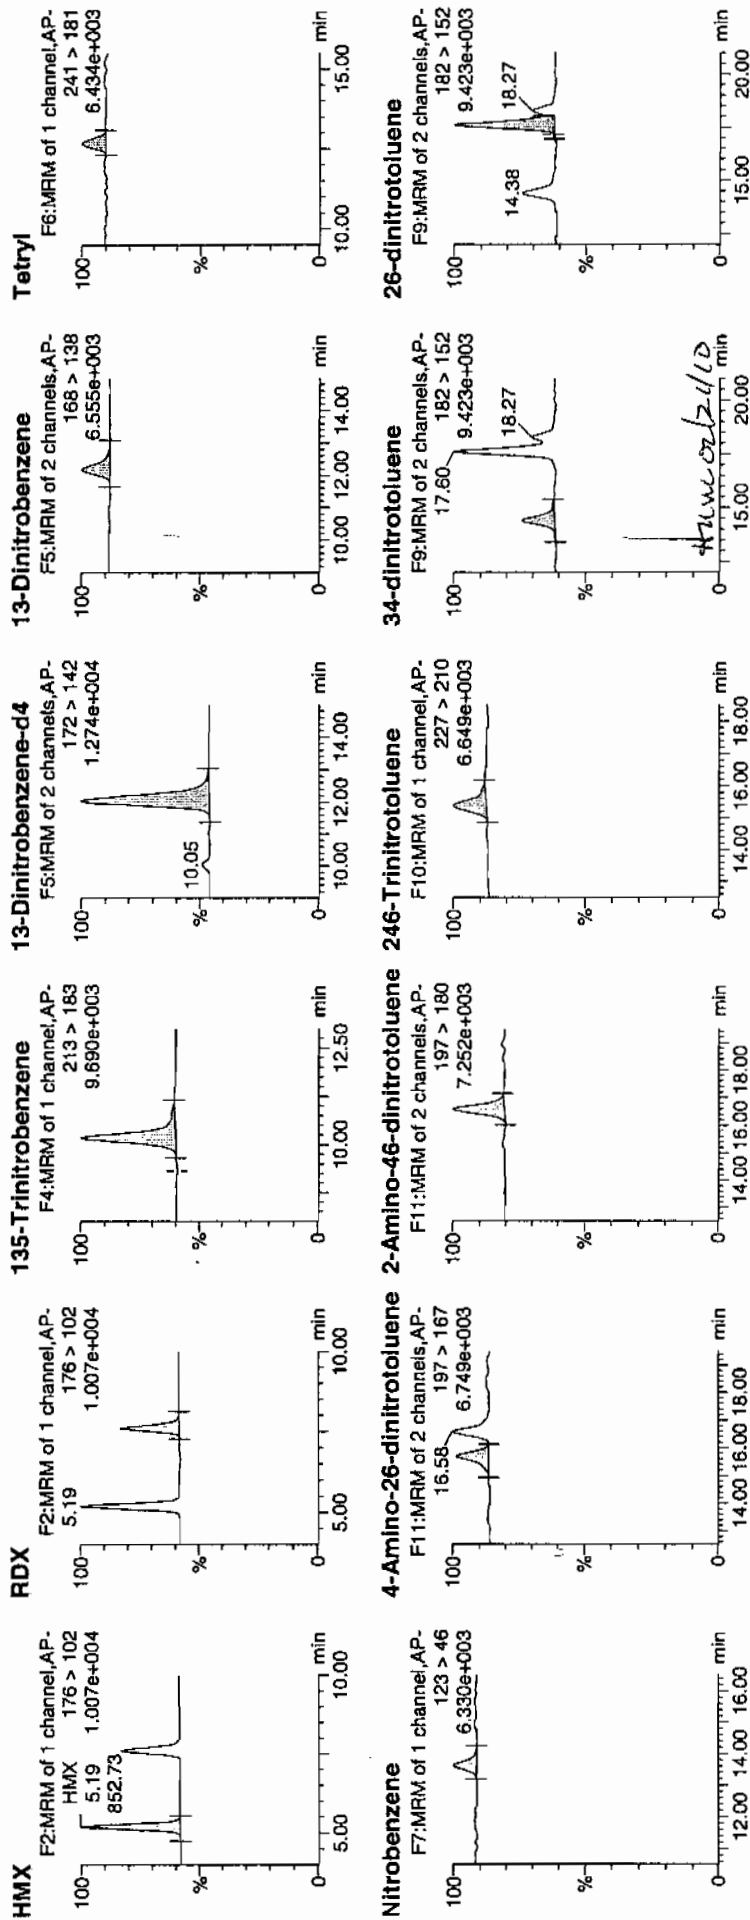 HMX
F2:MRM of 1 channel,AP-
176 > 102
1.007e+004
HMX
5.19
852.73
100
%
0
5.00
10.00
min
RDX
F2:MRM of 1 channel,AP-
176 > 102
1.007e+004
5.19
100
%
0
5.00
10.00
min
135-Trinitrobenzene
F4:MRM of 1 channel,AP-
213 > 183
9.690e+003
100
%
0
10.00
12.50
min
13-Dinitrobenzene-d4
F5:MRM of 2 channels,AP-
172 > 142
1.274e+004
10.05
100
%
0
10.00
12.00
14.00
min
13-Dinitrobenzene
F5:MRM of 2 channels,AP-
168 > 138
6.555e+003
100
%
0
10.00
12.00
14.00
min
Tetryl
F6:MRM of 1 channel,AP-
241 > 181
6.434e+003
100
%
0
10.00
15.00
min
Nitrobenzene
F7:MRM of 1 channel,AP-
123 > 46
6.330e+003
100
%
0
12.00
14.00
16.00
min
4-Amino-26-dinitrotoluene
F11:MRM of 2 channels,AP-
197 > 167
6.749e+003
16.58
100
%
0
14.00
16.00
18.00
min
2-Amino-46-dinitrotoluene
F11:MRM of 2 channels,AP-
197 > 180
7.252e+003
100
%
0
14.00
16.00
18.00
min
246-Trinitrotoluene
F10:MRM of 1 channel,AP-
227 > 210
6.649e+003
100
%
0
14.00
16.00
18.00
min
34-dinitrotoluene
F9:MRM of 2 channels,AP-
182 > 152
9.423e+003
17.60
18.27
100
%
0
15.00
20.00
min
26-dinitrotoluene
F9:MRM of 2 channels,AP-
182 > 152
9.423e+003
14.38
18.27
100
%
0
15.00
20.00
min